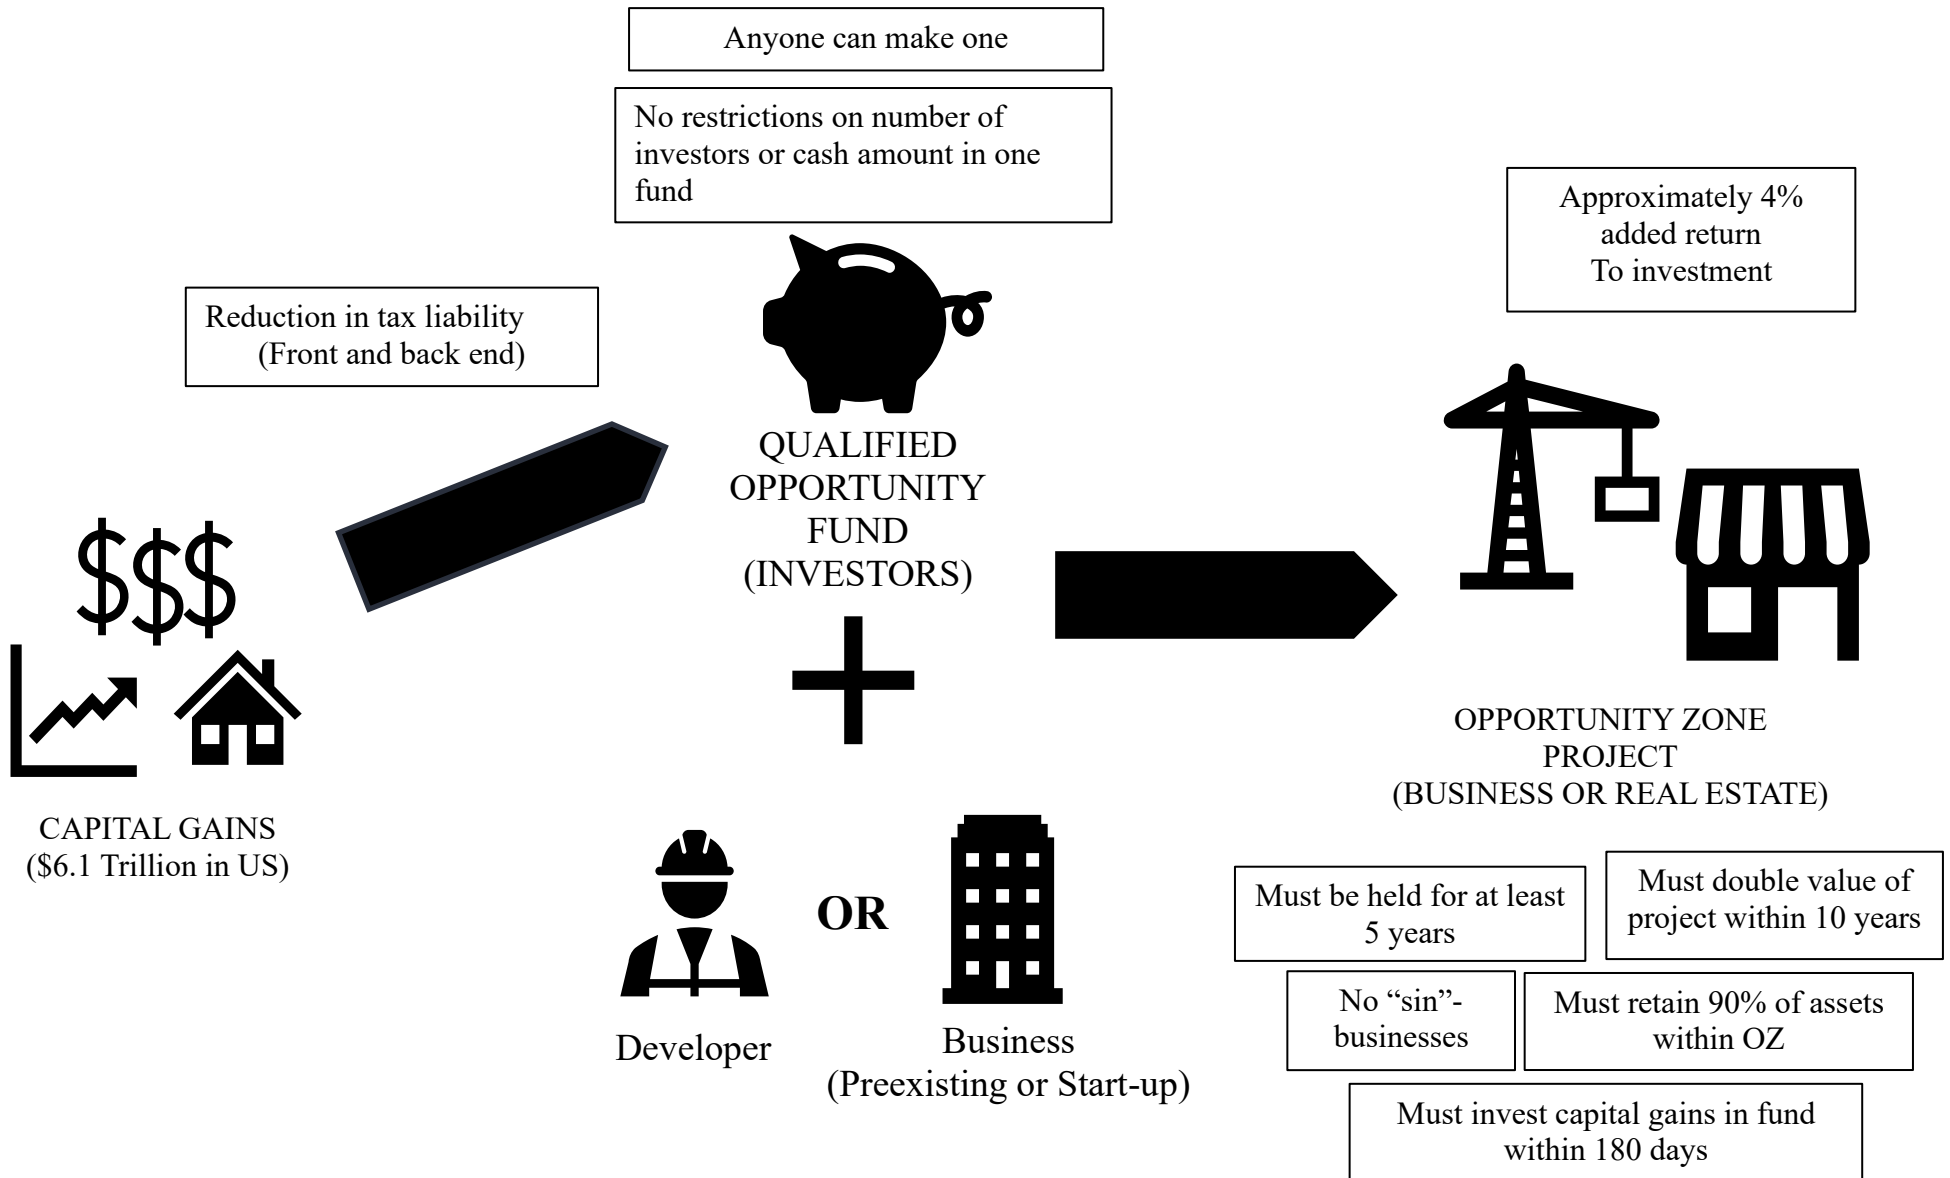 Anyone can make one
No restrictions on number of
investors or cash amount in one
fund
Approximately 4%
added return
To investment
Reduction in tax liability
(Front and back end)
QUALIFIED
OPPORTUNITY
FUND
(INVESTORS)
$$$
CAPITAL GAINS
($6.1 Trillion in US)
OPPORTUNITY ZONE
PROJECT
(BUSINESS OR REAL ESTATE)
OR
Developer
Business
(Preexisting or Start-up)
Must be held for at least
5 years
Must double value of
project within 10 years
No “sin”-
businesses
Must retain 90% of assets
within OZ
Must invest capital gains in fund
within 180 days